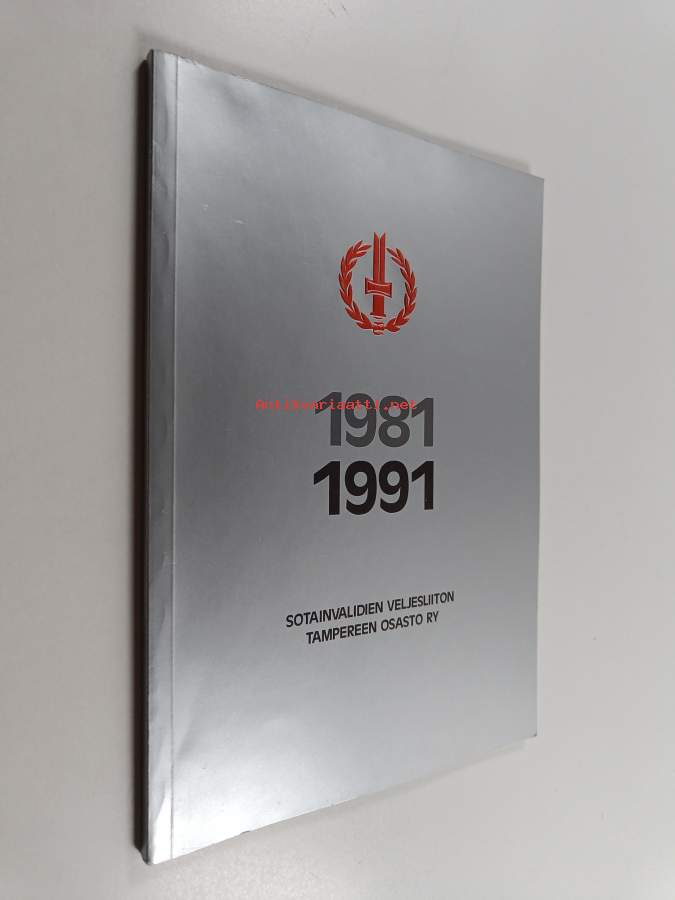 1981
Antikvariaatti.net
1991
SOTAINVALIDIEN VELJESLIITON
TAMPEREEN OSASTO RY